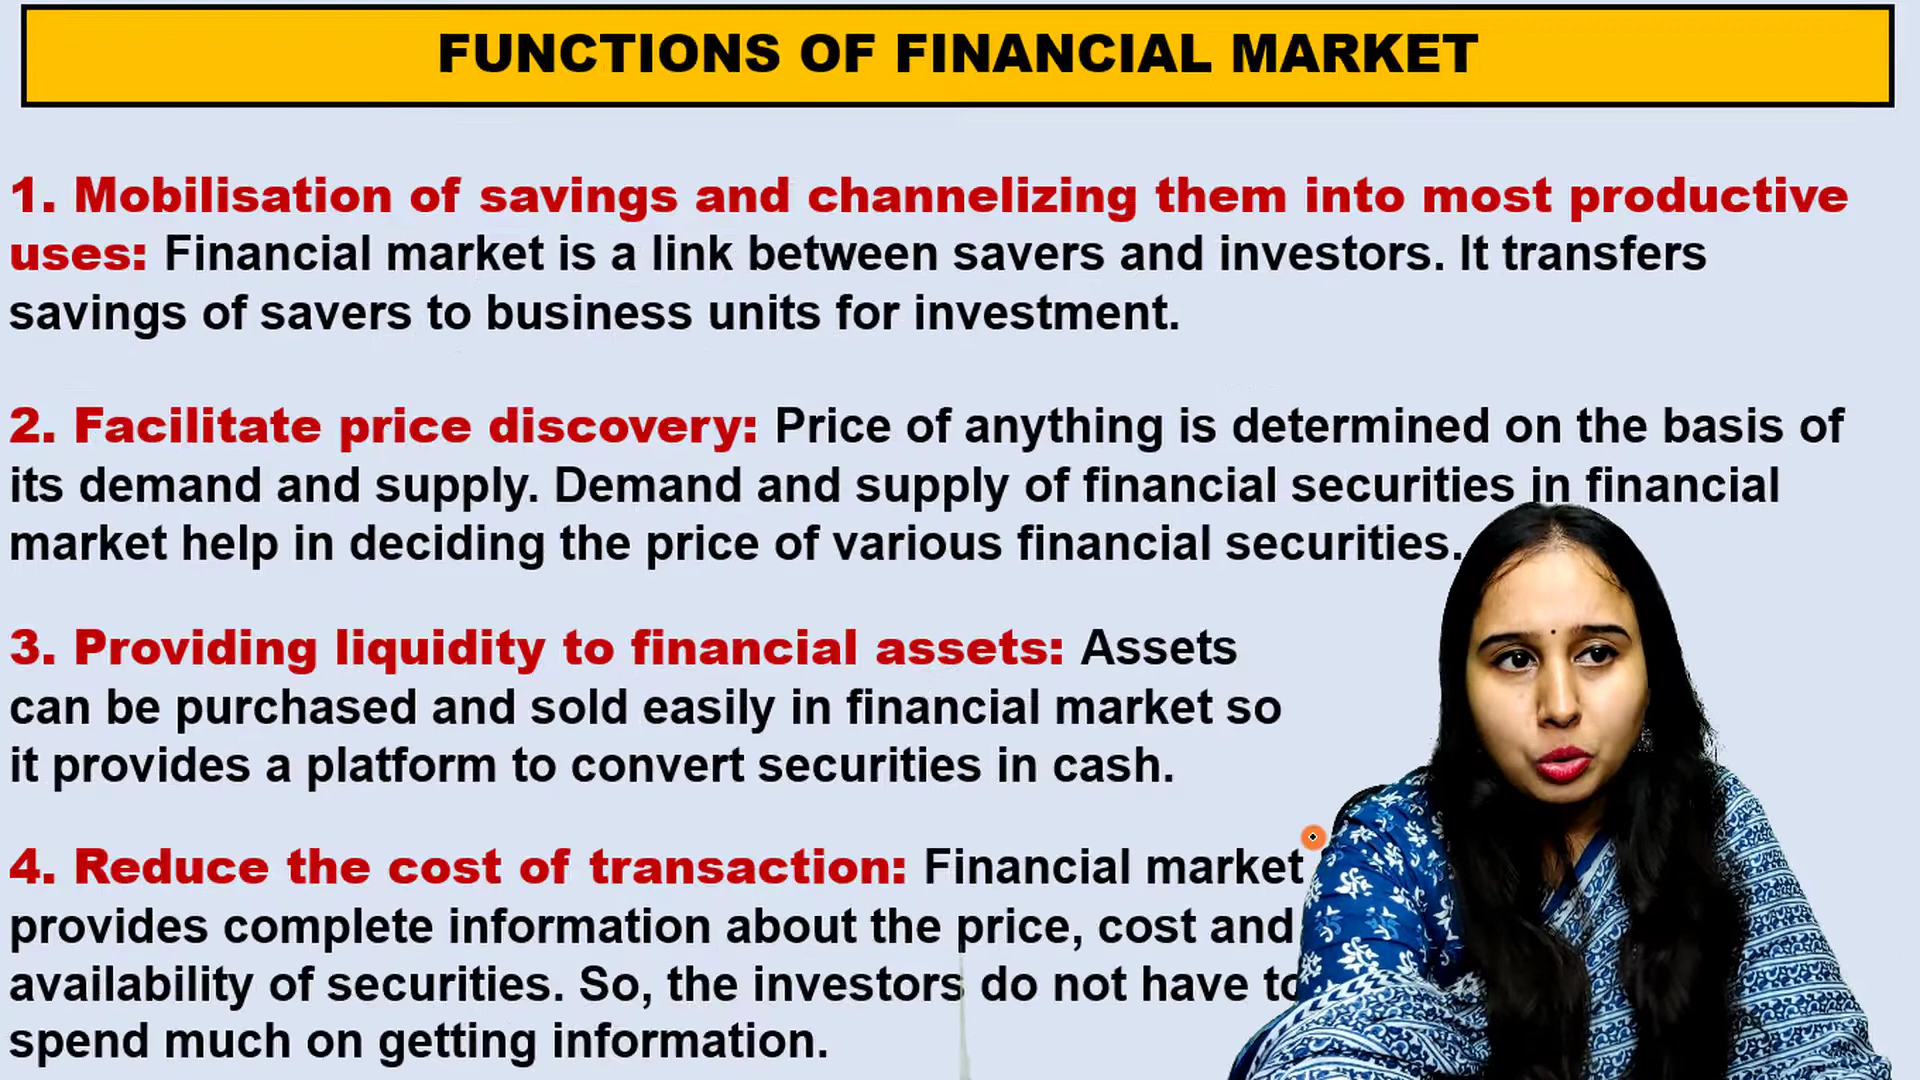 FUNCTIONS OF FINANCIAL MARKET
1. Mobilisation of savings and channelizing them into most productive
uses: Financial market is a link between savers and investors. It transfers
savings of savers to business units for investment.
2. Facilitate price discovery: Price of anything is determined on the basis of
its demand and supply. Demand and supply of financial securities in financial
market help in deciding the price of various financial securities.
3. Providing liquidity to financial assets: Assets
can be purchased and sold easily in financial market so
it provides a platform to convert securities in cash.
4. Reduce the cost of transaction: Financial market
provides complete information about the price, cost and
availability of securities. So, the investors do not have to
spend much on getting information.